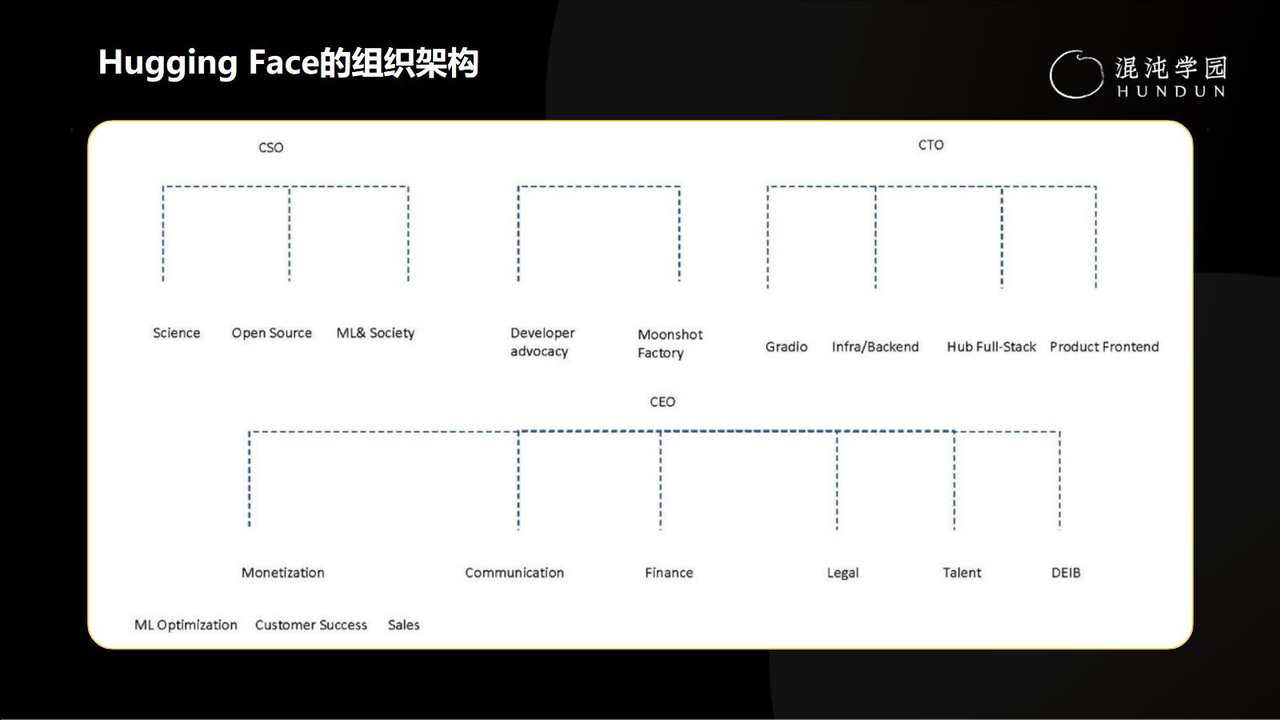 Hugging Face的组织架构
混沌学园
HUNDUN
CSO
CTO
Science
Open Source
ML& Society
Developer
advocacy
Moonshot
Factory
Gradio
Infra/Backend
Hub Full-Stack
Product Frontend
CEO
Monetization
Communication
Finance
Legal
Talent
DEIB
ML Optimization
Customer Success
Sales